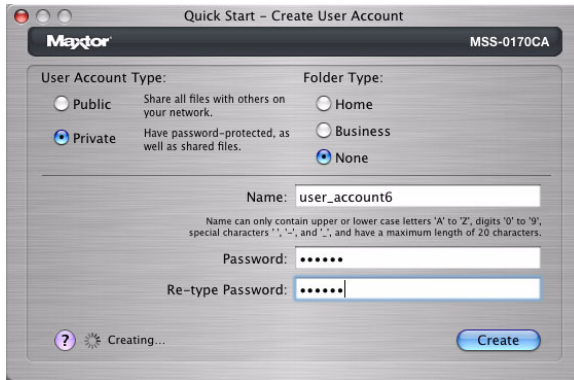 Quick Start – Create User Account
Maxtor
MSS-0170CA
User Account Type:
Public
Share all files with others on
your network.
Private
Have password-protected, as
well as shared files.
Folder Type:
Home
Business
None
Name: user_account6
Name can only contain upper or lower case letters 'A' to 'Z', digits '0' to '9',
special characters ' ', '-', and '_', and have a maximum length of 20 characters.
Password: ••••••
Re-type Password: ••••••
? Creating...
Create